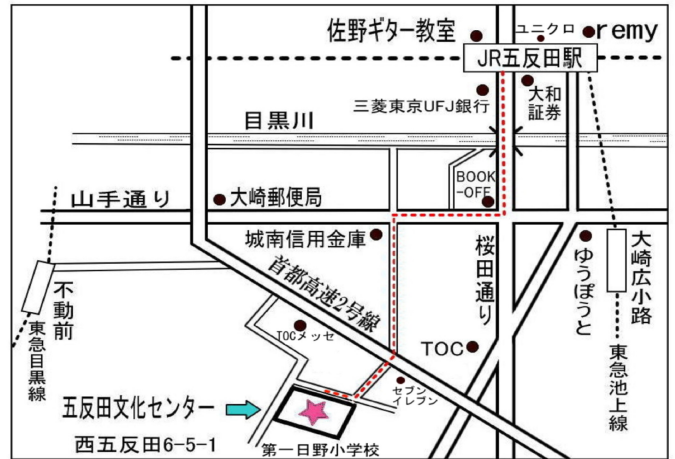 佐野ギター教室
ユニクロ
remy
JR五反田駅
三菱東京UFJ銀行
大和
証券
目黒川
BOOK
-OFF
山手通り
大崎郵便局
城南信用金庫
桜田通り
ゆうぽうと
大崎広小路
首都高速2号線
不動前
東急目黒線
TOCメッセ
TOC
東急池上線
セブン
イレブン
五反田文化センター
西五反田6-5-1
第一日野小学校